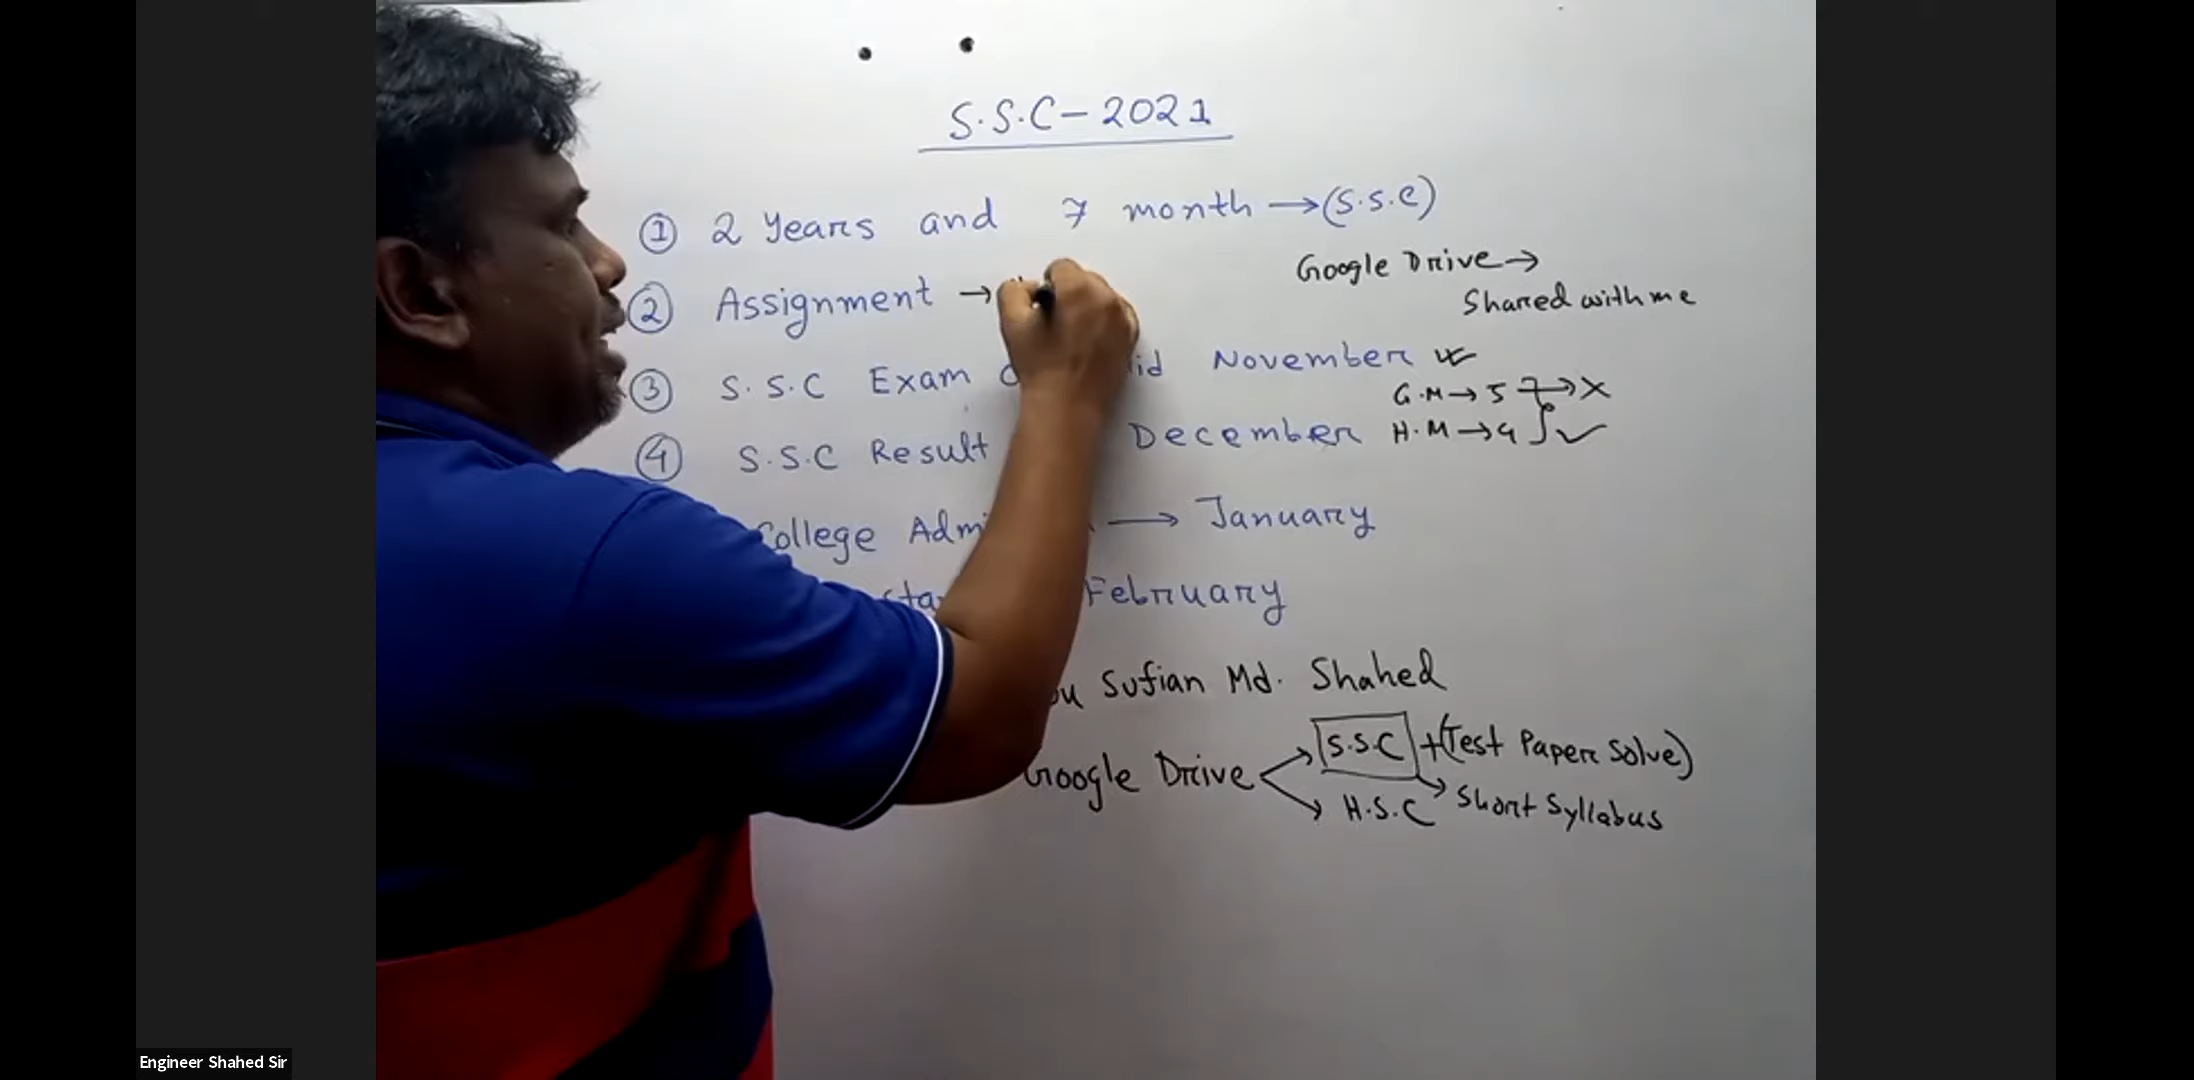 S.S.C-2021
① 2 Years and 7 month →(S.S.C)
Google Drive→
Shared with me
② Assignment →
③ S.S.C Exam id November
G.M→5 →×
④ S.S.C Result December
H.M→4 ✓
College Adm → January
sta February
Sufian Md. Shahed
S.S.C +(Test Paper Solve)
Google Drive
H.S.C → Short Syllabus
Engineer Shahed Sir